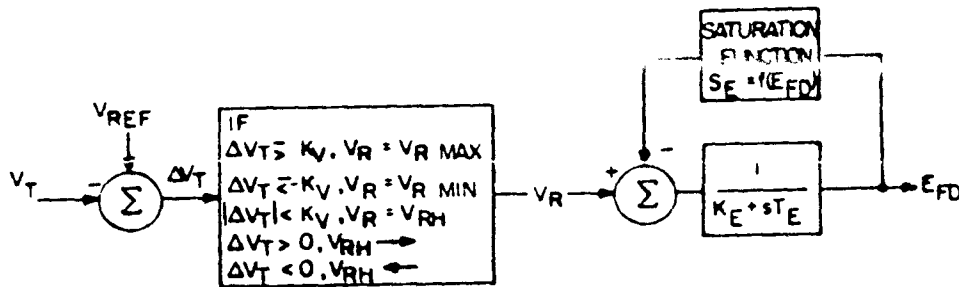 SATURATION
FUNCTION
S_E = f(E_FD)
V_REF
V_T
-
Σ
ΔV_T
IF
ΔV_T ≥ K_V, V_R = V_R MAX
ΔV_T ≤ -K_V, V_R = V_R MIN
|ΔV_T| < K_V, V_R = V_RH
ΔV_T > 0, V_RH →
ΔV_T < 0, V_RH ←
V_R
+
-
Σ
1
K_E + sT_E
E_FD